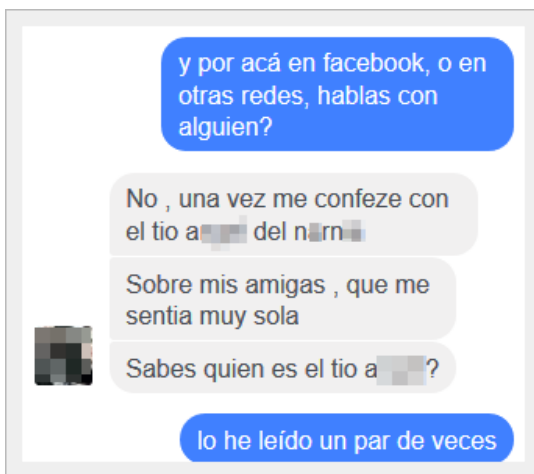 y por acá en facebook, o en
otras redes, hablas con
alguien?
No , una vez me confeze con
el tio del
Sobre mis amigas , que me
sentia muy sola
Sabes quien es el tio ?
lo he leído un par de veces